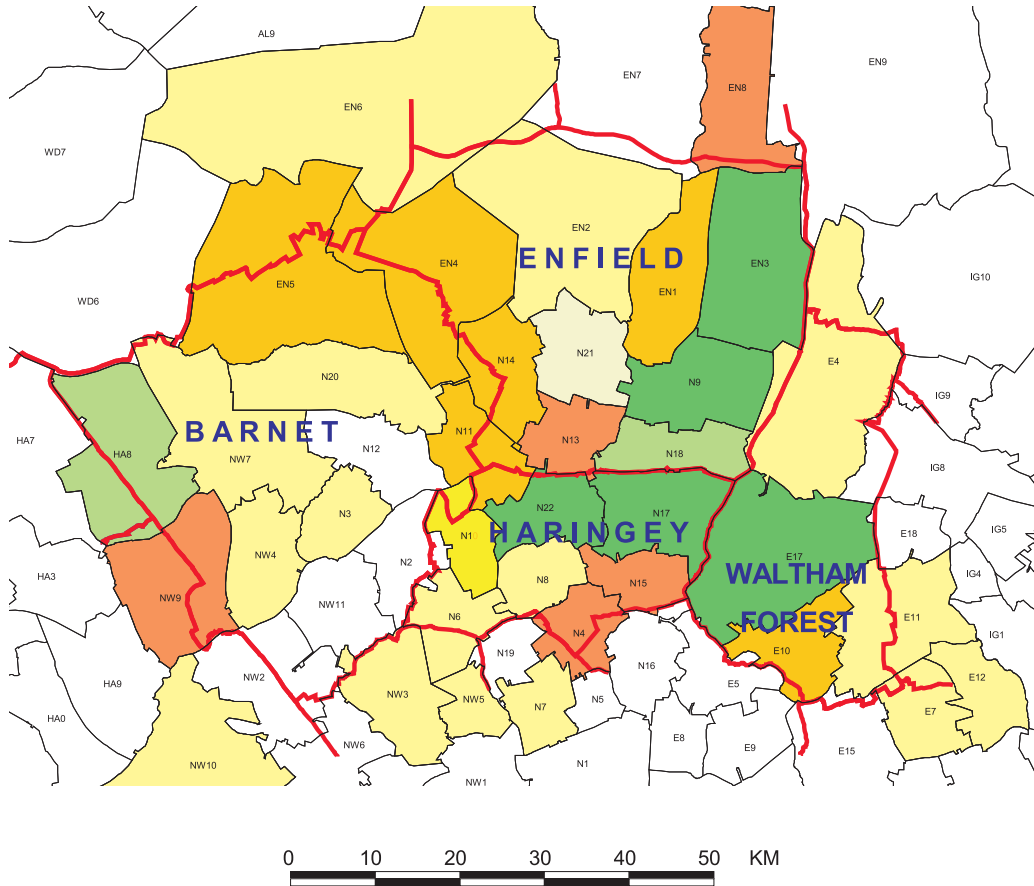 AL9
EN7
EN9
EN8
EN6
WD7
EN2
ENFIELD
EN4
EN3
IG10
EN5
EN1
WD6
N21
N14
E4
N20
N9
IG9
BARNET
HA7
N11
N13
N12
HA8
NW7
N18
IG8
N3
N22
N17
HARINGEY
N10
E18
IG5
NW4
E17
HA3
N2
WALTHAM
IG4
N8
N15
NW9
NW11
N6
FOREST
E11
N4
IG1
E10
N19
N16
NW2
E12
HA9
NW3
E5
NW5
N5
N7
E7
HA0
E8
NW6
E9
E15
NW10
N1
NW1
0 10 20 30 40 50 KM